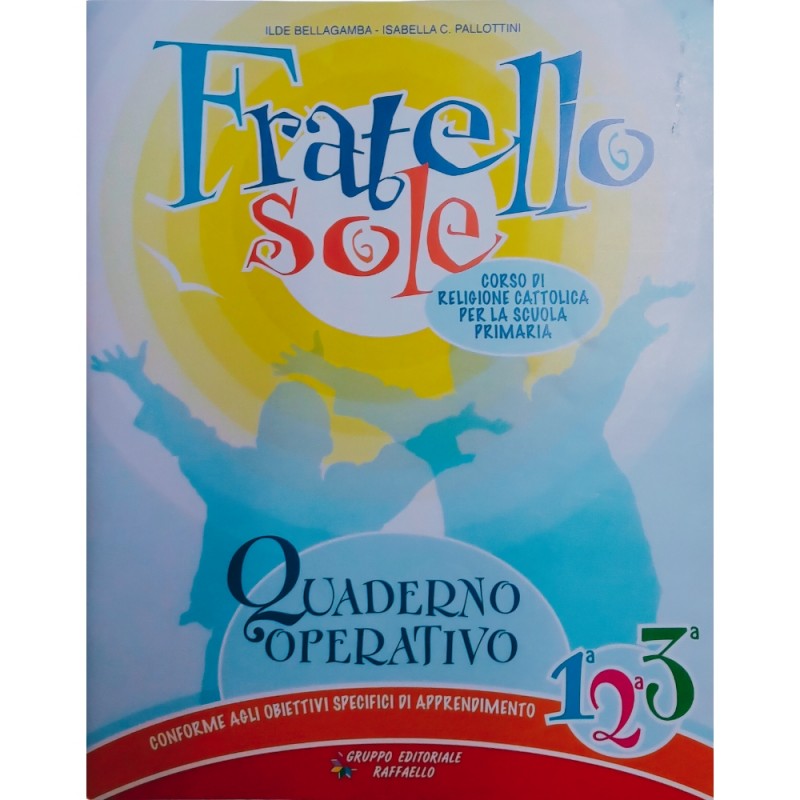 ILDE BELLAGAMBA - ISABELLA C. PALLOTTINI
Fratello
sole
CORSO DI
RELIGIONE CATTOLICA
PER LA SCUOLA
PRIMARIA
QUADERNO
OPERATIVO
1ª 2ª 3ª
CONFORME AGLI OBIETTIVI SPECIFICI DI APPRENDIMENTO
GRUPPO EDITORIALE
RAFFAELLO